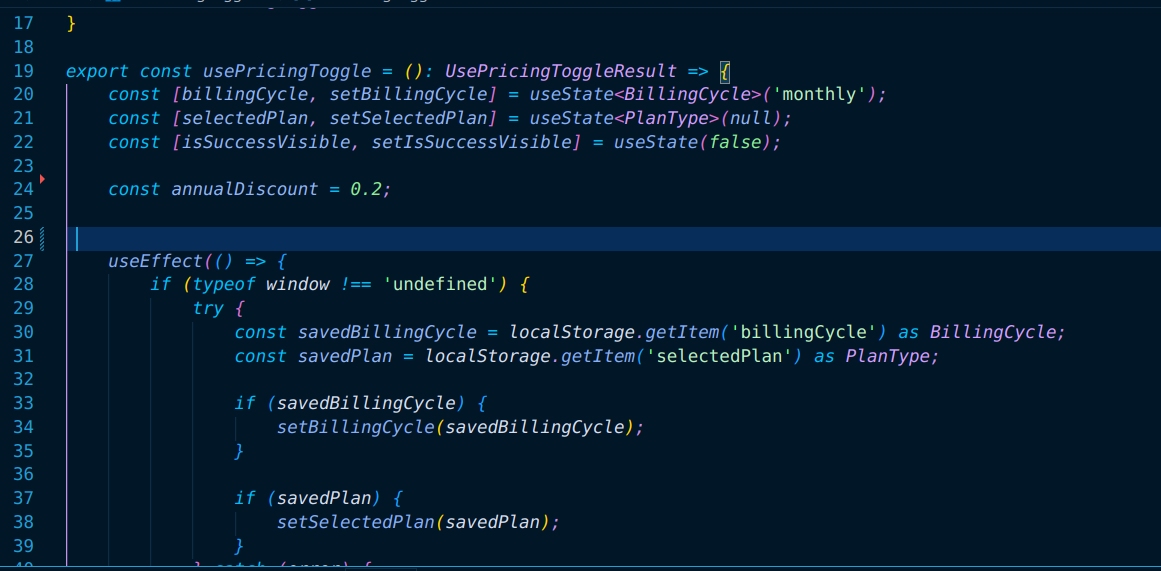 17 }
18
19 export const usePricingToggle = (): UsePricingToggleResult => {
20 const [billingCycle, setBillingCycle] = useState<BillingCycle>('monthly');
21 const [selectedPlan, setSelectedPlan] = useState<PlanType>(null);
22 const [isSuccessVisible, setIsSuccessVisible] = useState(false);
23
24 const annualDiscount = 0.2;
25
26
27 useEffect(() => {
28 if (typeof window !== 'undefined') {
29 try {
30 const savedBillingCycle = localStorage.getItem('billingCycle') as BillingCycle;
31 const savedPlan = localStorage.getItem('selectedPlan') as PlanType;
32
33 if (savedBillingCycle) {
34 setBillingCycle(savedBillingCycle);
35 }
36
37 if (savedPlan) {
38 setSelectedPlan(savedPlan);
39 }
40 } catch (error) {